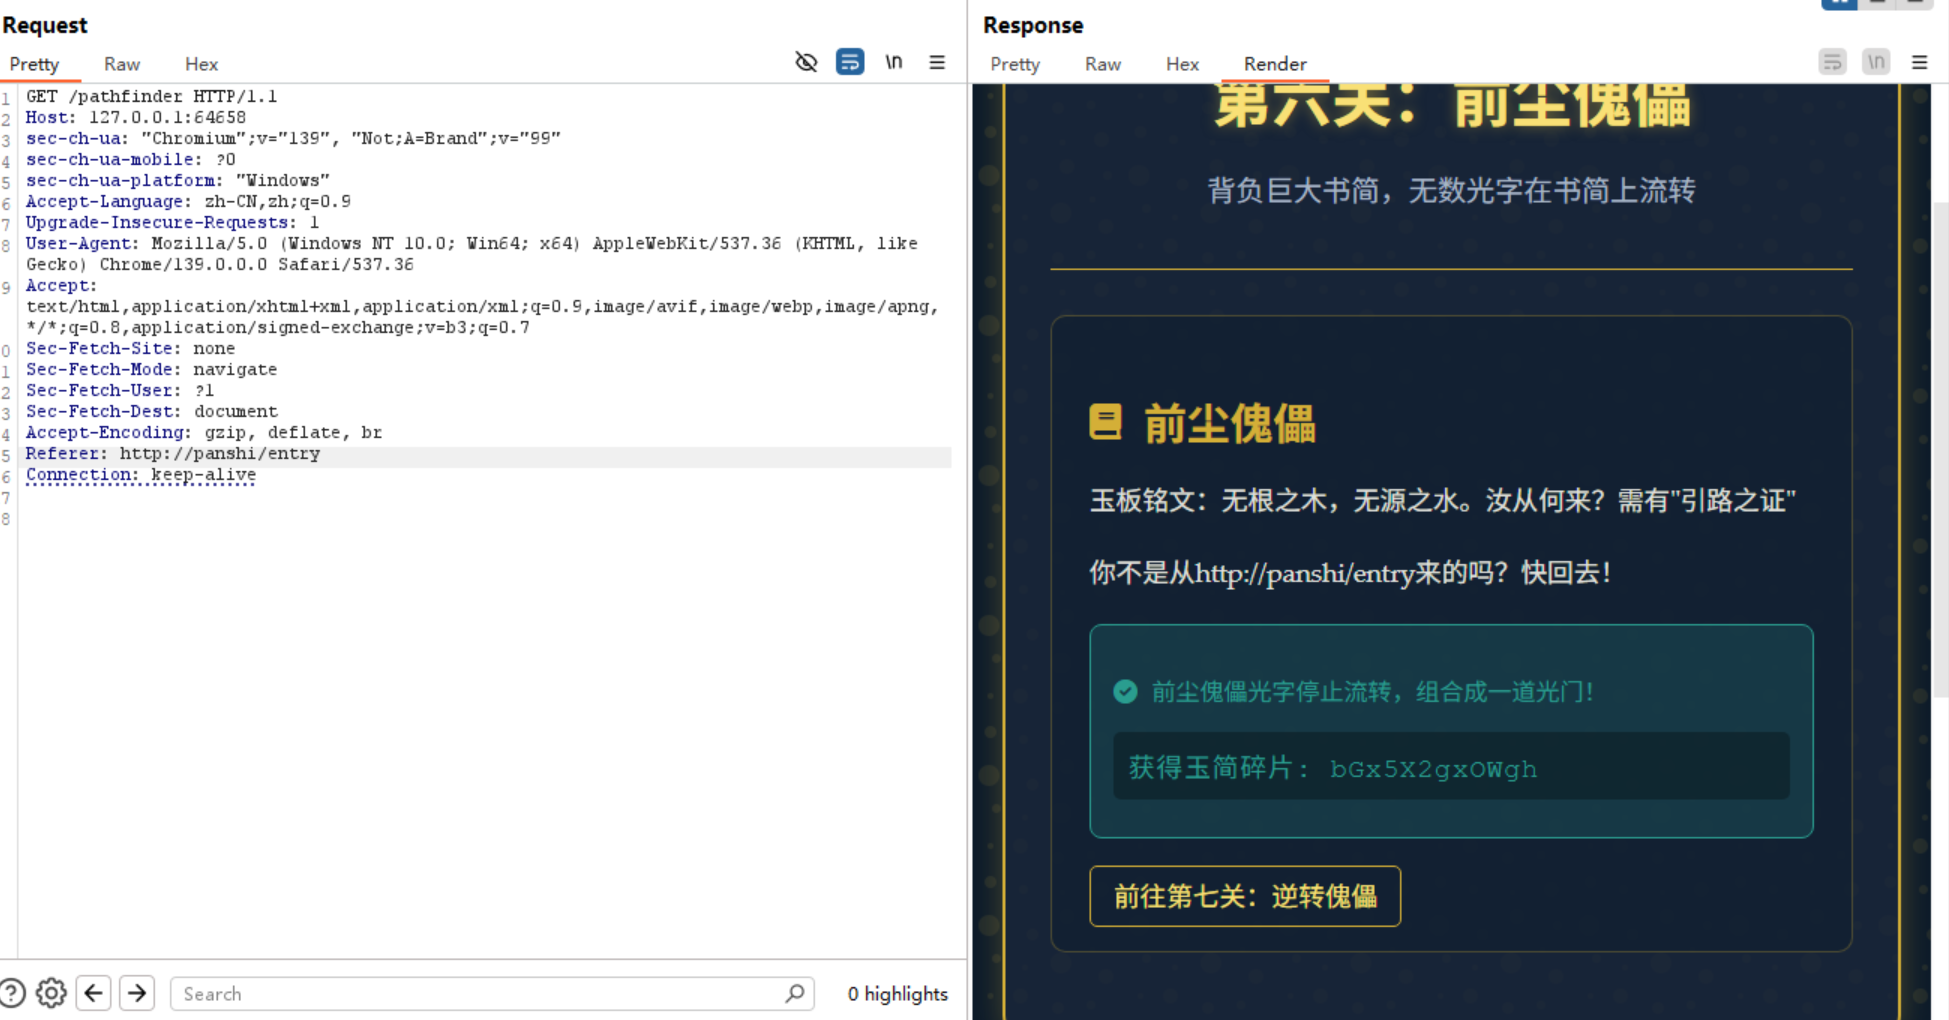 Request
Pretty Raw Hex \n
1 GET /pathfinder HTTP/1.1
2 Host: 127.0.0.1:64658
3 sec-ch-ua: "Chromium";v="139", "Not;A=Brand";v="99"
4 sec-ch-ua-mobile: ?0
5 sec-ch-ua-platform: "Windows"
6 Accept-Language: zh-CN,zh;q=0.9
7 Upgrade-Insecure-Requests: 1
8 User-Agent: Mozilla/5.0 (Windows NT 10.0; Win64; x64) AppleWebKit/537.36 (KHTML, like
Gecko) Chrome/139.0.0.0 Safari/537.36
9 Accept:
text/html,application/xhtml+xml,application/xml;q=0.9,image/avif,image/webp,image/apng,
*/*;q=0.8,application/signed-exchange;v=b3;q=0.7
0 Sec-Fetch-Site: none
1 Sec-Fetch-Mode: navigate
2 Sec-Fetch-User: ?1
3 Sec-Fetch-Dest: document
4 Accept-Encoding: gzip, deflate, br
5 Referer: http://panshi/entry
6 Connection: keep-alive
7
8
Search
0 highlights
Response
Pretty Raw Hex Render \n
第六关：前尘傀儡
背负巨大书简，无数光字在书简上流转
前尘傀儡
玉板铭文：无根之木，无源之水。汝从何来？需有"引路之证"
你不是从http://panshi/entry来的吗？快回去！
前尘傀儡光字停止流转，组合成一道光门！
获得玉简碎片： bGx5X2gxOWgh
前往第七关：逆转傀儡